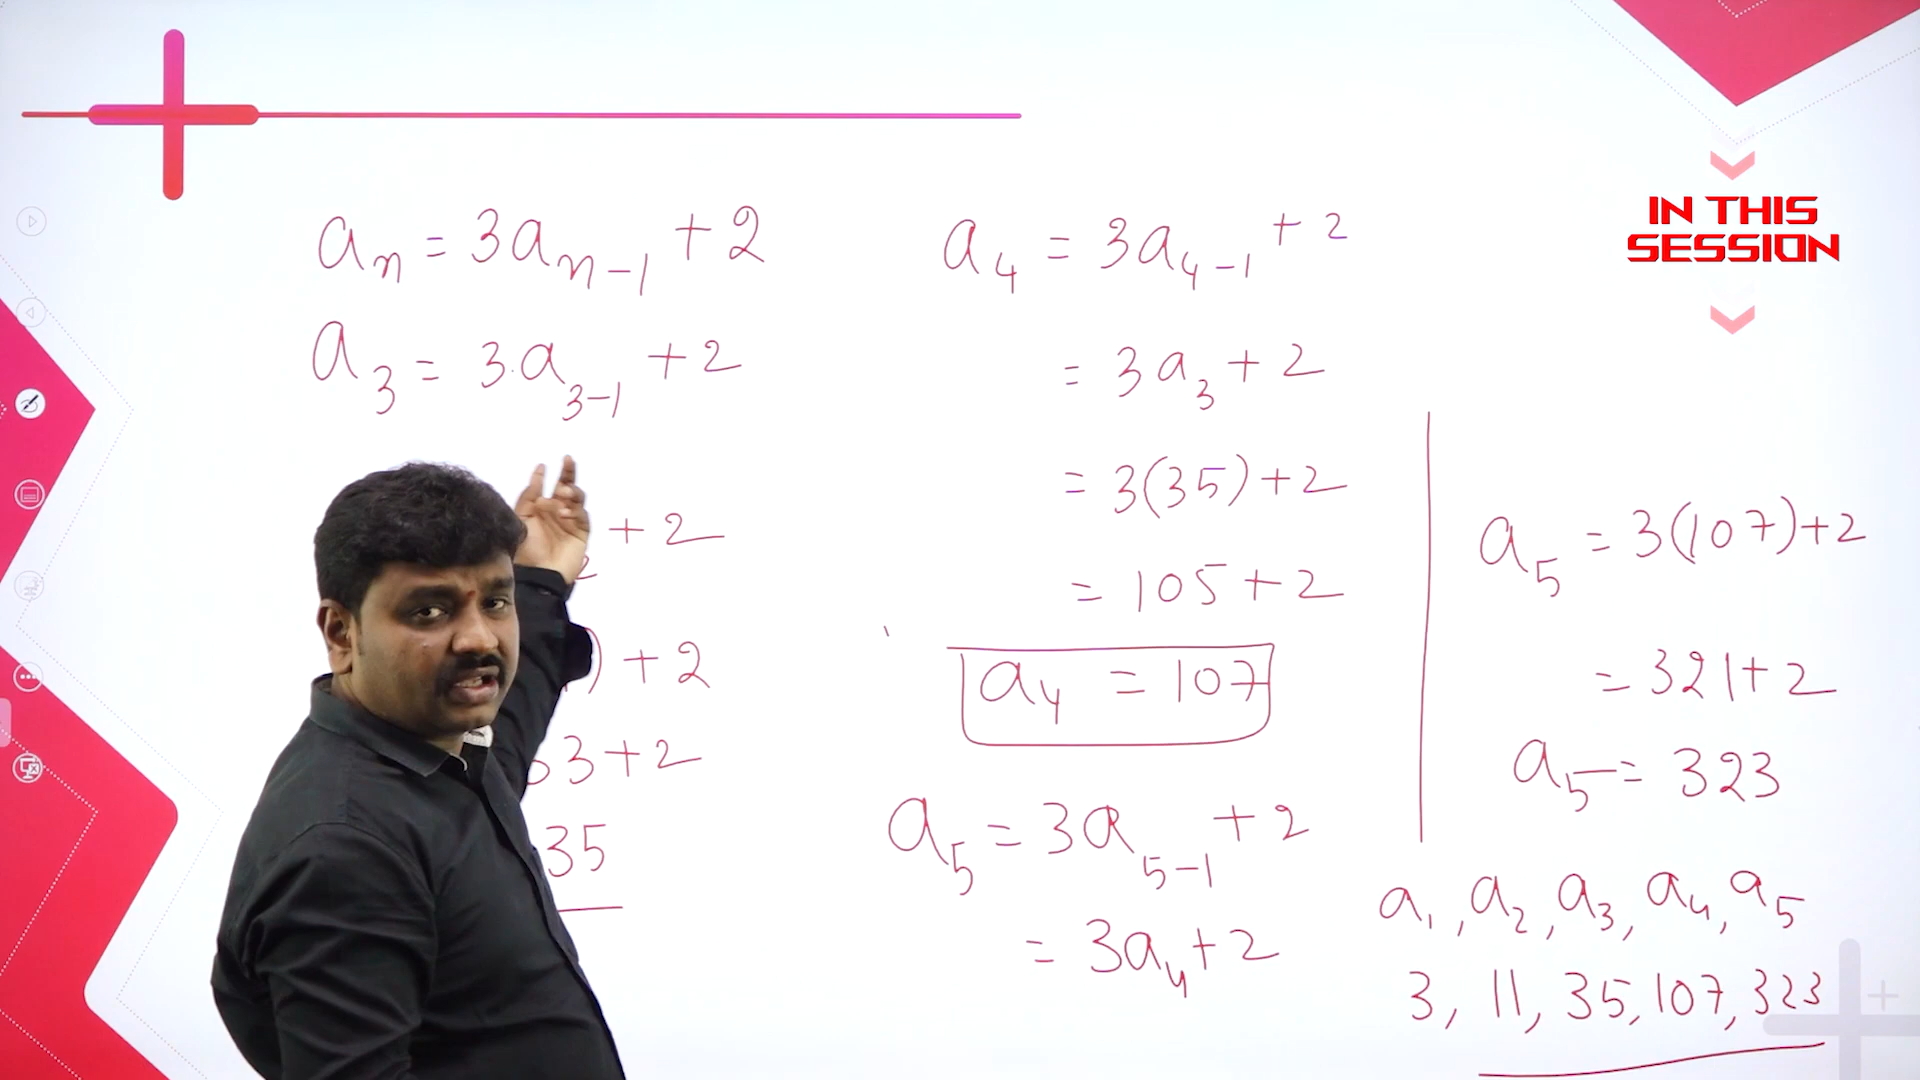 aₙ = 3aₙ₋₁ + 2
a₃ = 3.a₃₋₁ + 2
+ 2
) + 2
63 + 2
35
a₄ = 3a₄₋₁ + 2
= 3a₃ + 2
= 3(35) + 2
= 105 + 2
a₄ = 107
a₅ = 3a₅₋₁ + 2
= 3a₄ + 2
IN THIS
SESSION
a₅ = 3(107) + 2
= 321 + 2
a₅ = 323
a₁, a₂, a₃, a₄, a₅
3, 11, 35, 107, 323